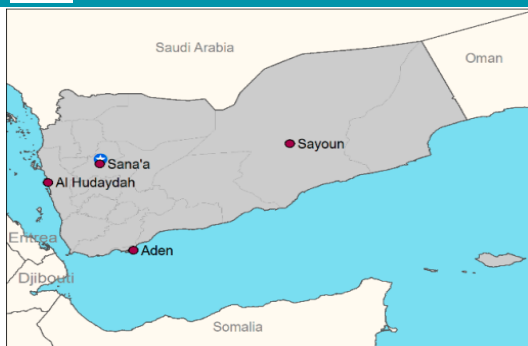 Saudi Arabia
Oman
Sayoun
Sana'a
Al Hudaydah
Eritrea
Aden
Djibouti
Somalia